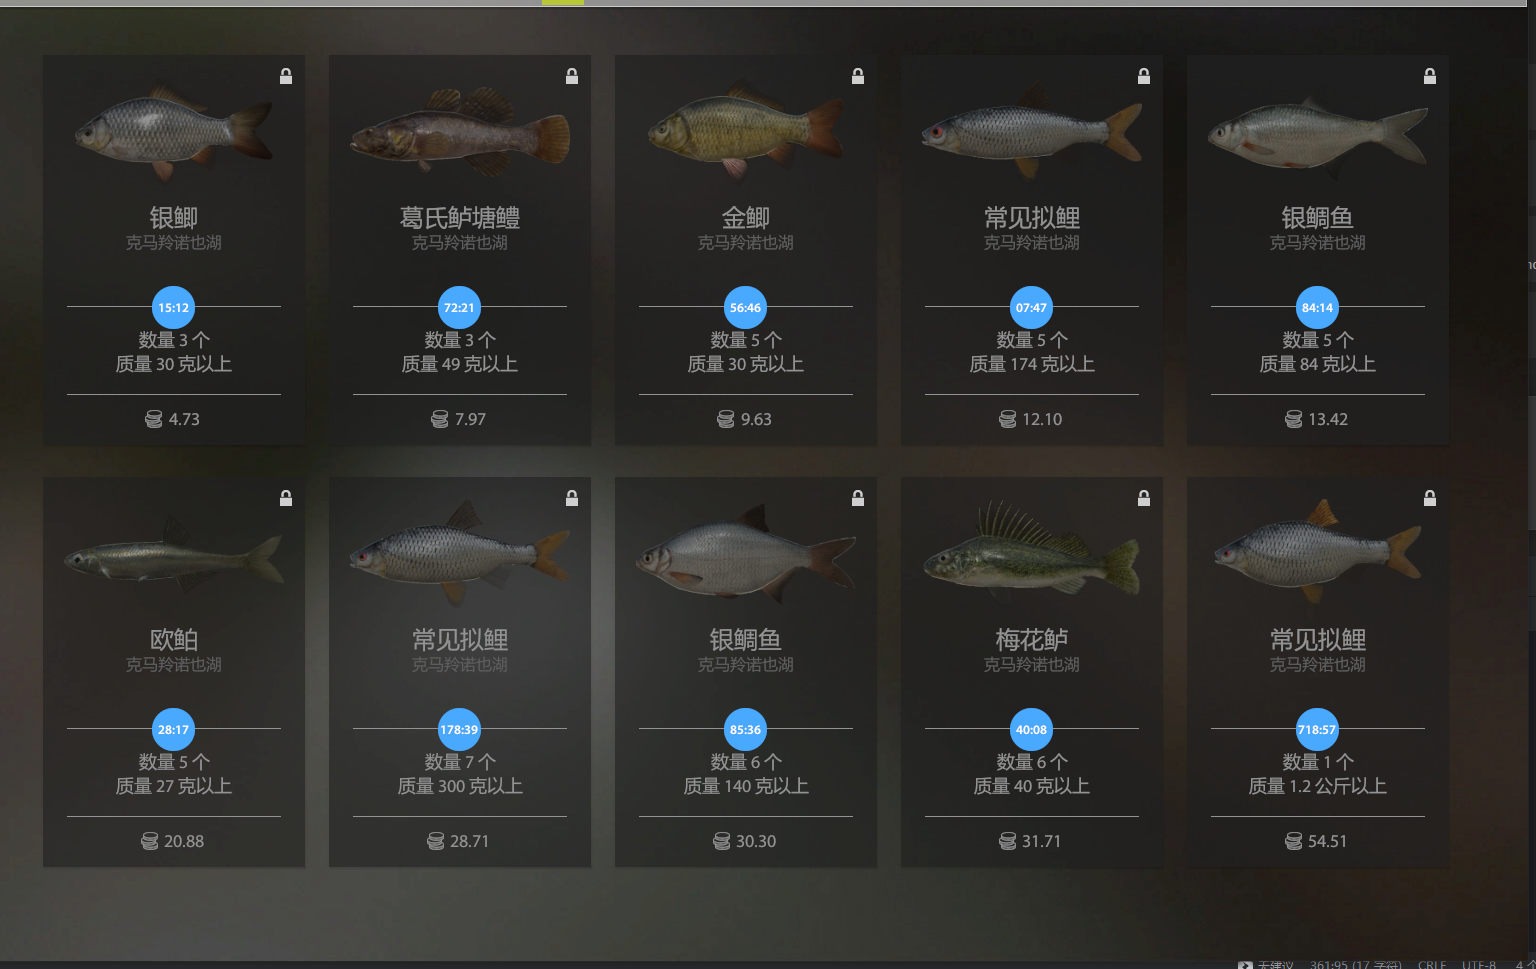 银鲫
克马羚诺也湖
15:12
数量 3 个
质量 30 克以上
4.73
葛氏鲈塘鳢
克马羚诺也湖
72:21
数量 3 个
质量 49 克以上
7.97
金鲫
克马羚诺也湖
56:46
数量 5 个
质量 30 克以上
9.63
常见拟鲤
克马羚诺也湖
07:47
数量 5 个
质量 174 克以上
12.10
银鲷鱼
克马羚诺也湖
84:14
数量 5 个
质量 84 克以上
13.42
欧鲌
克马羚诺也湖
28:17
数量 5 个
质量 27 克以上
20.88
常见拟鲤
克马羚诺也湖
178:39
数量 7 个
质量 300 克以上
28.71
银鲷鱼
克马羚诺也湖
85:36
数量 6 个
质量 140 克以上
30.30
梅花鲈
克马羚诺也湖
40:08
数量 6 个
质量 40 克以上
31.71
常见拟鲤
克马羚诺也湖
718:57
数量 1 个
质量 1.2 公斤以上
54.51
无建议 361:95 (17 字符) CRLF UTF-8 4 个